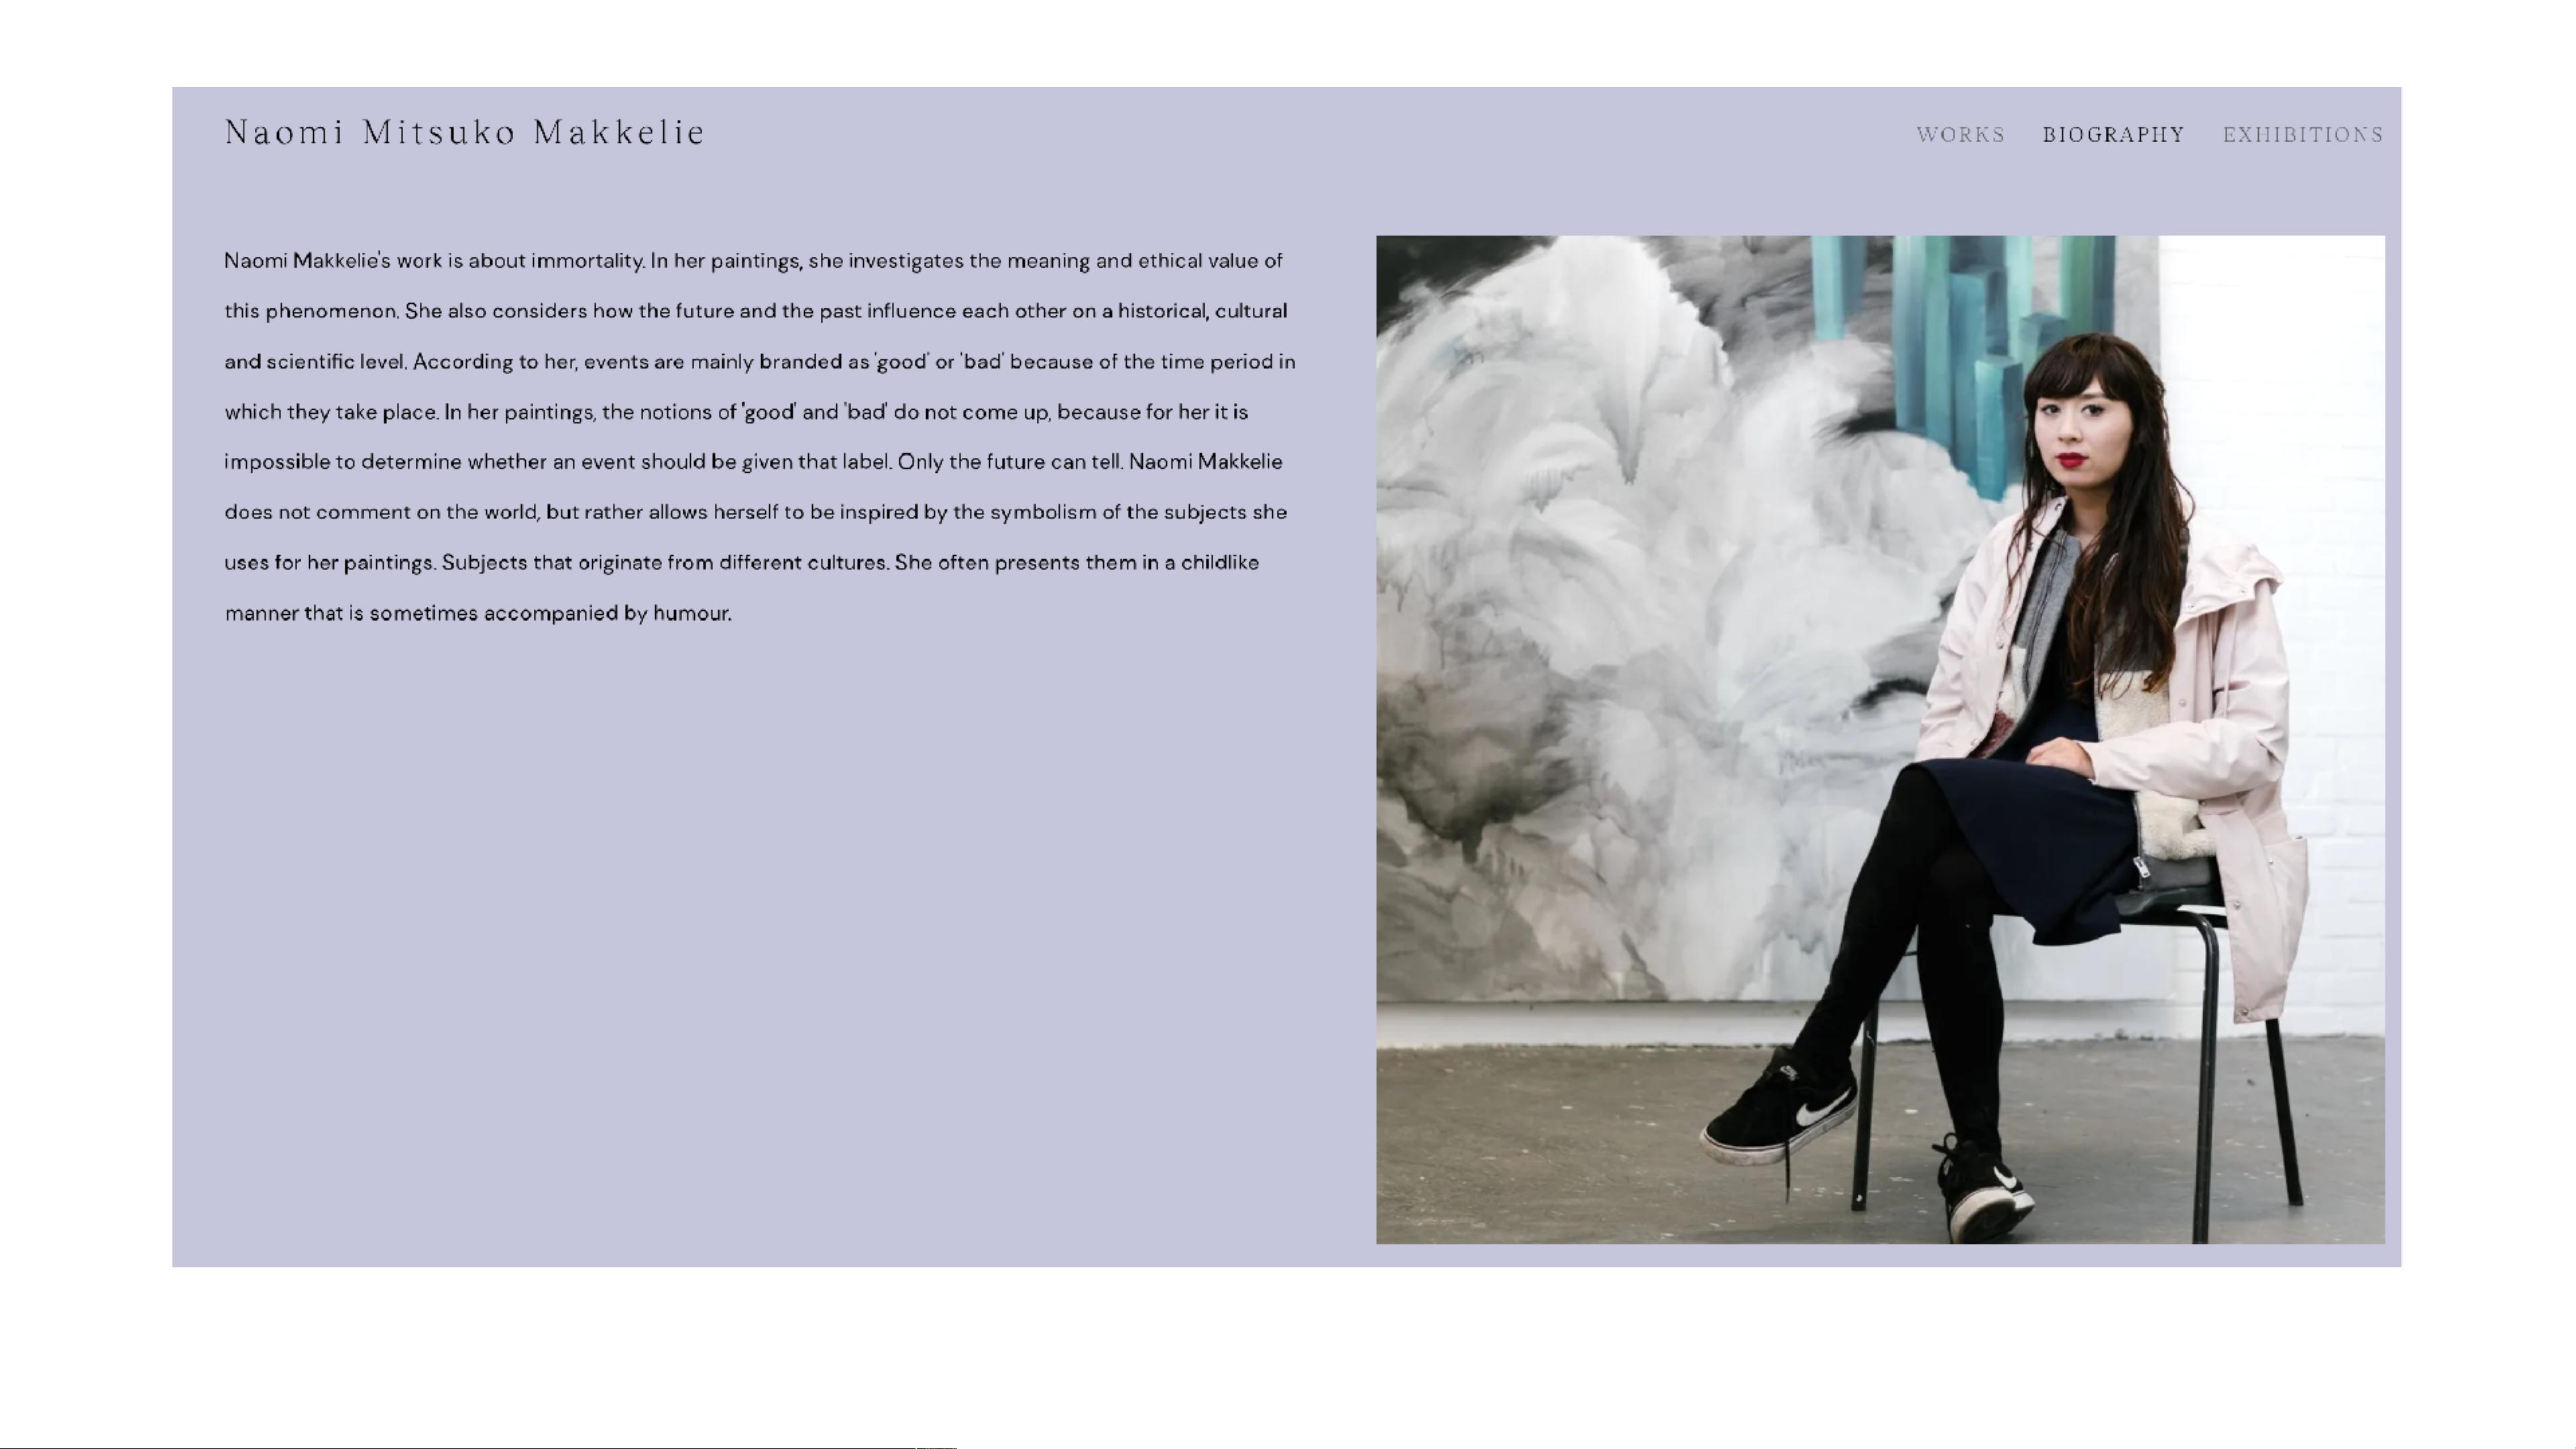 Naomi Mitsuko Makkelie
WORKS BIOGRAPHY EXHIBITIONS
Naomi Makkelie's work is about immortality. In her paintings, she investigates the meaning and ethical value of
this phenomenon. She also considers how the future and the past influence each other on a historical, cultural
and scientific level. According to her, events are mainly branded as 'good' or 'bad' because of the time period in
which they take place. In her paintings, the notions of 'good' and 'bad' do not come up, because for her it is
impossible to determine whether an event should be given that label. Only the future can tell. Naomi Makkelie
does not comment on the world, but rather allows herself to be inspired by the symbolism of the subjects she
uses for her paintings. Subjects that originate from different cultures. She often presents them in a childlike
manner that is sometimes accompanied by humour.